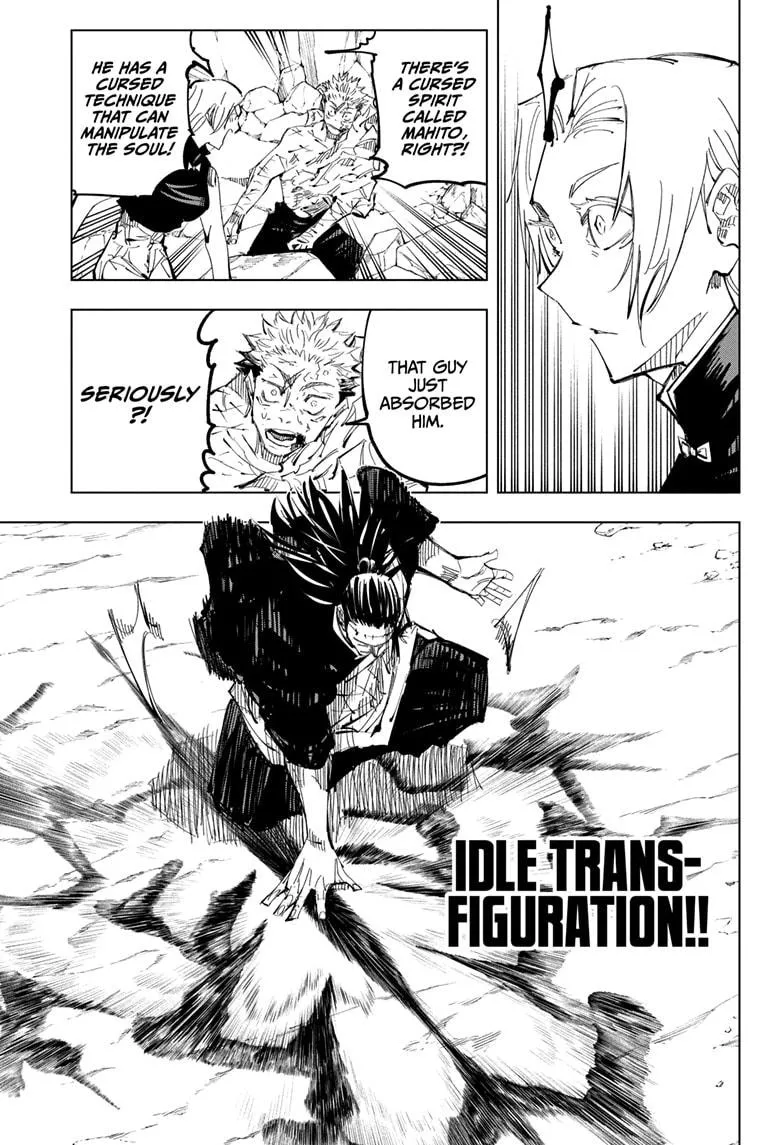 THERE'S
A CURSED
SPIRIT
CALLED
MAHITO,
RIGHT?!
HE HAS A
CURSED
TECHNIQUE
THAT CAN
MANIPULATE
THE SOUL!
THAT GUY
JUST
ABSORBED
HIM.
SERIOUSLY
?!
IDLE TRANS-
FIGURATION!!